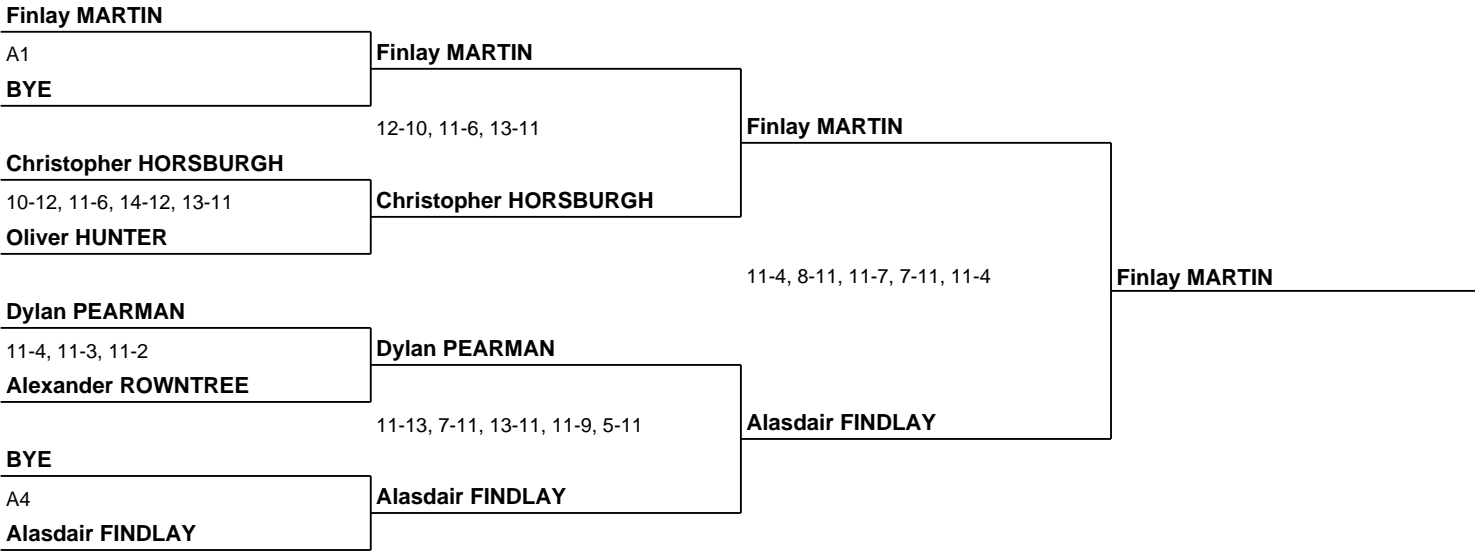 Finlay MARTIN
A1
BYE
Finlay MARTIN
12-10, 11-6, 13-11
Christopher HORSBURGH
10-12, 11-6, 14-12, 13-11
Oliver HUNTER
Christopher HORSBURGH
Finlay MARTIN
11-4, 8-11, 11-7, 7-11, 11-4
Finlay MARTIN
Dylan PEARMAN
11-4, 11-3, 11-2
Alexander ROWNTREE
Dylan PEARMAN
11-13, 7-11, 13-11, 11-9, 5-11
Alasdair FINDLAY
BYE
A4
Alasdair FINDLAY
Alasdair FINDLAY